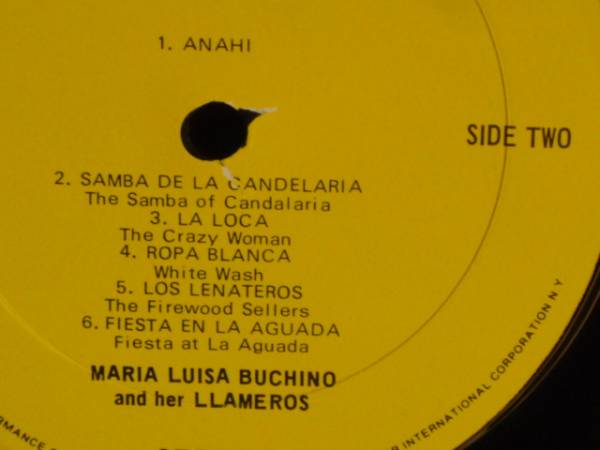 1. ANAHI
SIDE TWO
2. SAMBA DE LA CANDELARIA
The Samba of Candalaria
3. LA LOCA
The Crazy Woman
4. ROPA BLANCA
White Wash
5. LOS LENATEROS
The Firewood Sellers
6. FIESTA EN LA AGUADA
Fiesta at La Aguada
MARIA LUISA BUCHINO
and her LLAMEROS
INTERNATIONAL CORPORATION N Y